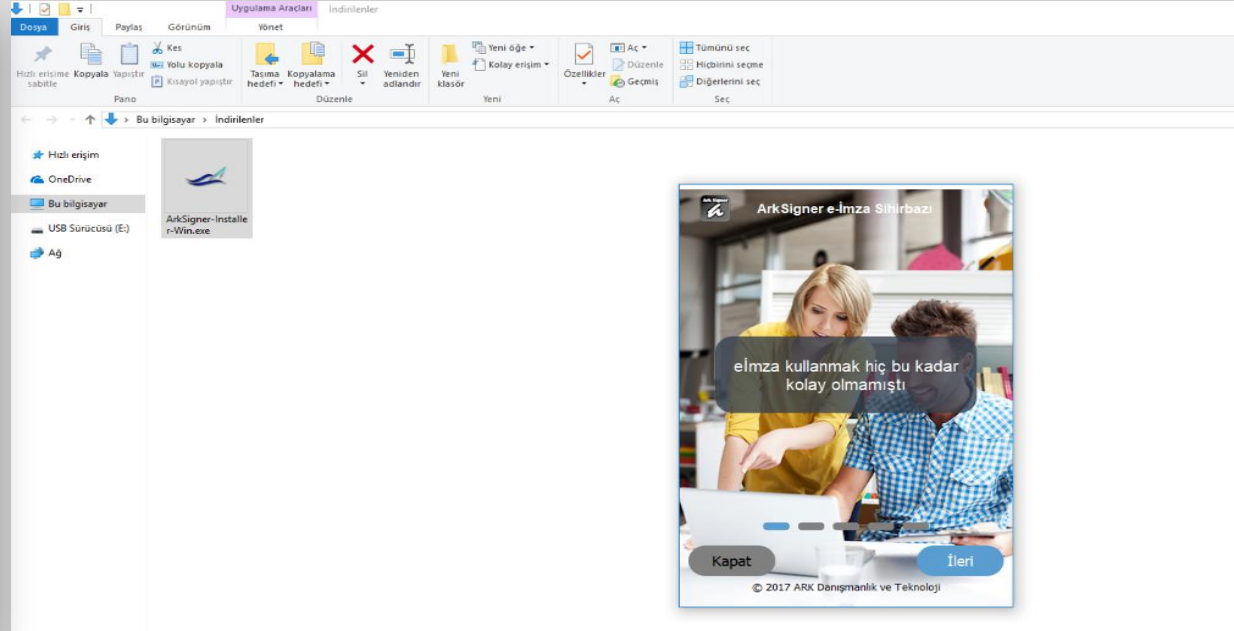 Uygulama Araçları İndirilenler
Dosya Giriş Paylaş Görünüm Yönet
Hızlı erişime sabitle
Kopyala
Yapıştır
Kes
Yolu kopyala
Kısayol yapıştır
Pano
Taşıma hedefi
Kopyalama hedefi
Sil
Yeniden adlandır
Düzenle
Yeni klasör
Yeni öğe
Kolay erişim
Yeni
Özellikler
Aç
Düzenle
Geçmiş
Aç
Tümünü seç
Hiçbirini seçme
Diğerlerini seç
Seç
Bu bilgisayar › İndirilenler
Hızlı erişim
OneDrive
Bu bilgisayar
USB Sürücüsü (E:)
Ağ
ArkSigner-Installe
r-Win.exe
Ark Signer
ArkSigner e-İmza Sihirbazı
eİmza kullanmak hiç bu kadar
kolay olmamıştı
Kapat İleri
© 2017 ARK Danışmanlık ve Teknoloji